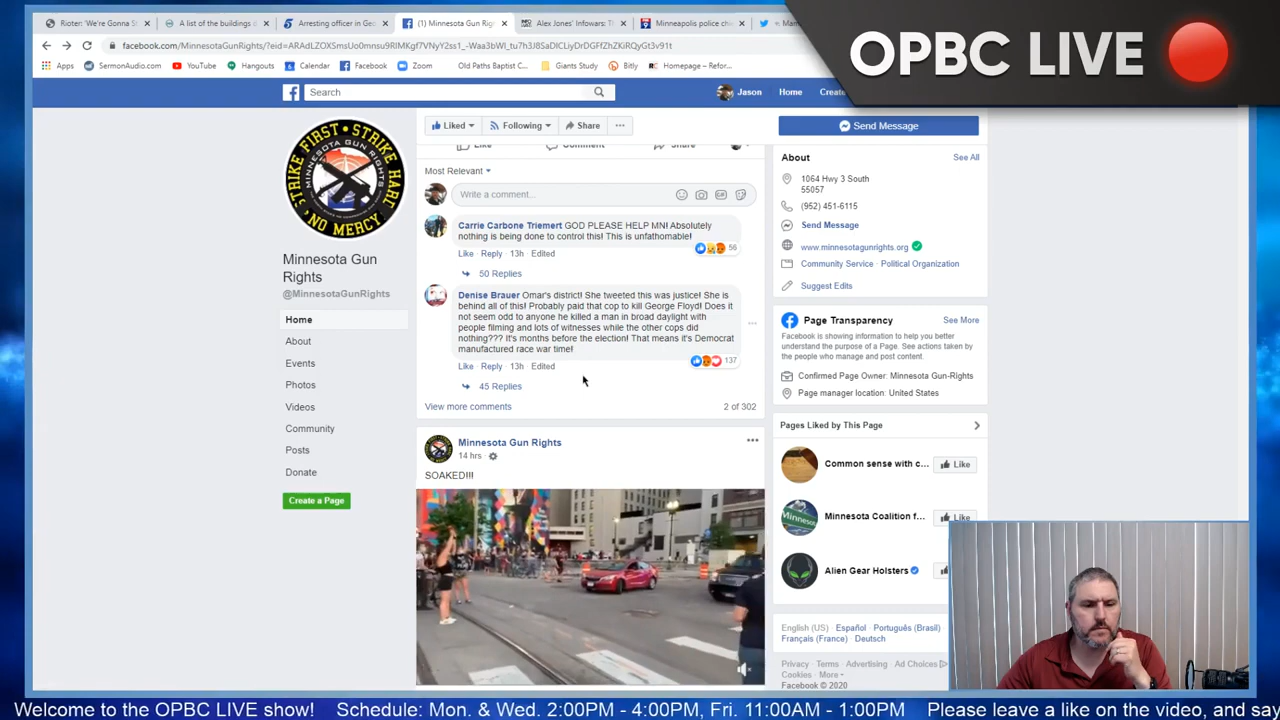 Rioter: 'We're Gonna St
A list of the buildings d
Arresting officer in Geo
(1) Minnesota Gun Righ
Alex Jones' Infowars: Th
Minneapolis police chie
OPBC LIVE
facebook.com/MinnesotaGunRights/?eid=
Apps
SermonAudio.com
YouTube
Hangouts
Calendar
Facebook
Zoom
Old Paths Baptist C...
Giants Study
Bitly
Homepage – Refor...
Search
Jason
Home
Create
STRIKE FIRST • STRIKE HARD
MINNESOTA GUN RIGHTS
NO MERCY
Minnesota Gun
Rights
@MinnesotaGunRights
Home
About
Events
Photos
Videos
Community
Posts
Donate
Create a Page
Liked
Following
Share
Like
Comment
Share
Most Relevant
Write a comment...
Carrie Carbone Triemert GOD PLEASE HELP MN! Absolutely
nothing is being done to control this! This is unfathomable!
56
Like · Reply · 13h · Edited
50 Replies
Denise Brauer Omar's district! She tweeted this was justice! She is
behind all of this! Probably paid that cop to kill George Floyd! Does it
not seem odd to anyone he killed a man in broad daylight with
people filming and lots of witnesses while the other cops did
nothing??? It's months before the election! That means it's Democrat
manufactured race war time!
137
Like · Reply · 13h · Edited
45 Replies
View more comments
2 of 302
Minnesota Gun Rights
14 hrs ·
SOAKED!!!
Send Message
About
See All
1064 Hwy 3 South
55057
(952) 451-6115
Send Message
www.minnesotagunrights.org
Community Service · Political Organization
Suggest Edits
Page Transparency
See More
Facebook is showing information to help you better
understand the purpose of a Page. See actions taken by
the people who manage and post content.
Confirmed Page Owner: Minnesota Gun-Rights
Page manager location: United States
Pages Liked by This Page
Common sense with c...
Like
Minnesota Coalition f...
Like
Alien Gear Holsters
English (US) · Español · Português (Brasil) ·
Français (France) · Deutsch
Privacy · Terms · Advertising · Ad Choices
Cookies · More
Facebook © 2020
Welcome to the OPBC LIVE show! Schedule: Mon. & Wed. 2:00PM - 4:00PM, Fri. 11:00AM - 1:00PM Please leave a like on the video, and say